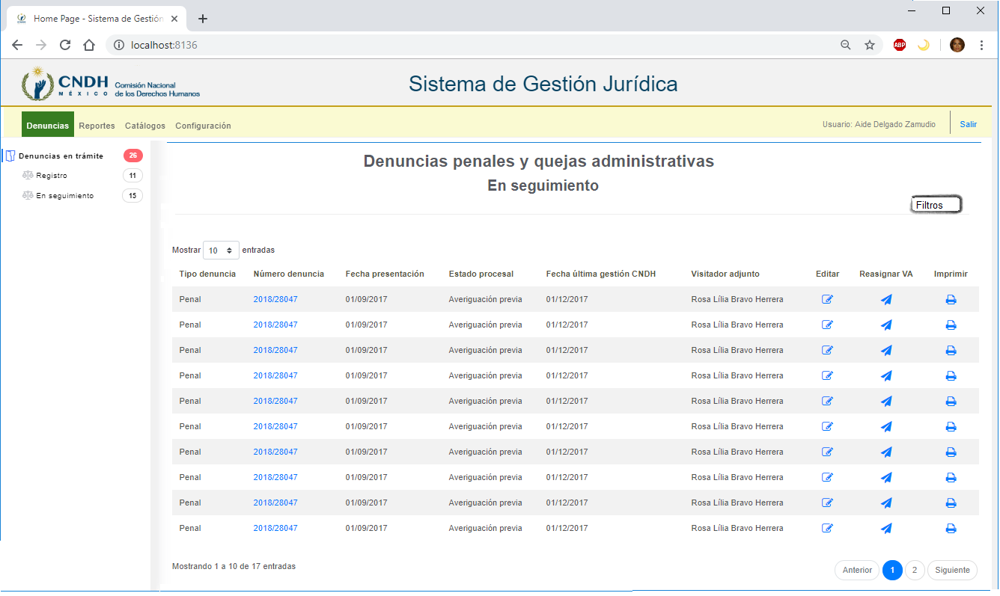 Home Page - Sistema de Gestión
localhost:8136
ABP
CNDH
MÉXICO
Comisión Nacional
de los Derechos Humanos
Sistema de Gestión Jurídica
Denuncias Reportes Catálogos Configuración Usuario: Aide Delgado Zamudio Salir
Denuncias en trámite 26
Registro 11
En seguimiento 15
Denuncias penales y quejas administrativas
En seguimiento
Filtros
Mostrar 10 entradas
Tipo denuncia Número denuncia Fecha presentación Estado procesal Fecha última gestión CNDH Visitador adjunto Editar Reasignar VA Imprimir
Penal 2018/28047 01/09/2017 Averiguación previa 01/12/2017 Rosa Lília Bravo Herrera
Penal 2018/28047 01/09/2017 Averiguación previa 01/12/2017 Rosa Lília Bravo Herrera
Penal 2018/28047 01/09/2017 Averiguación previa 01/12/2017 Rosa Lília Bravo Herrera
Penal 2018/28047 01/09/2017 Averiguación previa 01/12/2017 Rosa Lília Bravo Herrera
Penal 2018/28047 01/09/2017 Averiguación previa 01/12/2017 Rosa Lília Bravo Herrera
Penal 2018/28047 01/09/2017 Averiguación previa 01/12/2017 Rosa Lília Bravo Herrera
Penal 2018/28047 01/09/2017 Averiguación previa 01/12/2017 Rosa Lília Bravo Herrera
Penal 2018/28047 01/09/2017 Averiguación previa 01/12/2017 Rosa Lília Bravo Herrera
Penal 2018/28047 01/09/2017 Averiguación previa 01/12/2017 Rosa Lília Bravo Herrera
Penal 2018/28047 01/09/2017 Averiguación previa 01/12/2017 Rosa Lília Bravo Herrera
Mostrando 1 a 10 de 17 entradas
Anterior 1 2 Siguiente